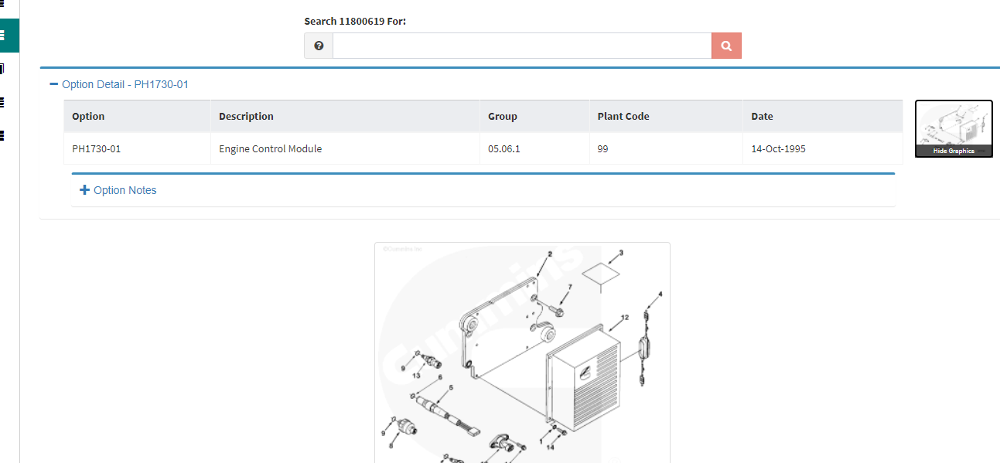 Search 11800619 For:
Option Detail - PH1730-01
Option Description Group Plant Code Date
PH1730-01 Engine Control Module 05.06.1 99 14-Oct-1995
Hide Graphics
Option Notes
©Cummins Inc.
Cummins
2
3
7
4
12
9
13
6
5
9
8
1
14